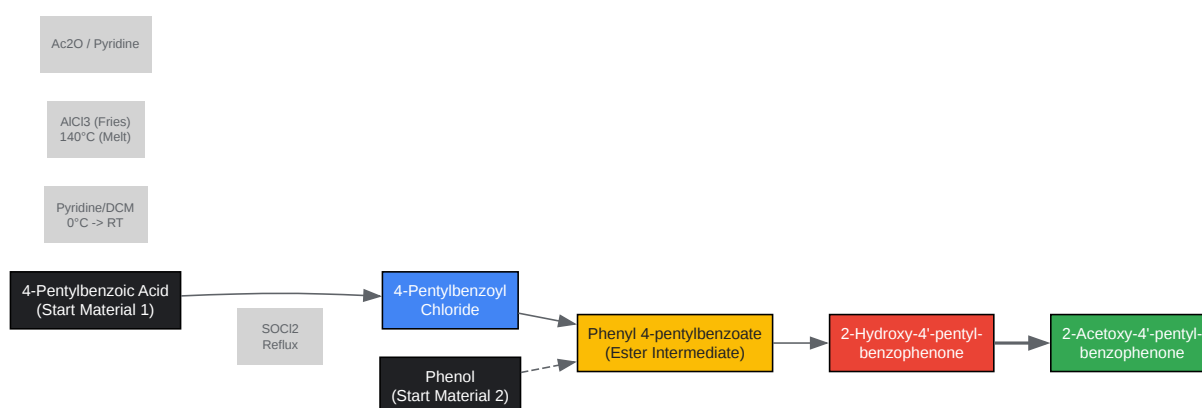 Ac2O / Pyridine
AlCl3 (Fries)
140°C (Melt)
Pyridine/DCM
0°C -> RT
4-Pentylbenzoic Acid
(Start Material 1)
SOCl2
Reflux
4-Pentylbenzoyl
Chloride
Phenol
(Start Material 2)
Phenyl 4-pentylbenzoate
(Ester Intermediate)
2-Hydroxy-4'-pentyl-
benzophenone
2-Acetoxy-4'-pentyl-
benzophenone